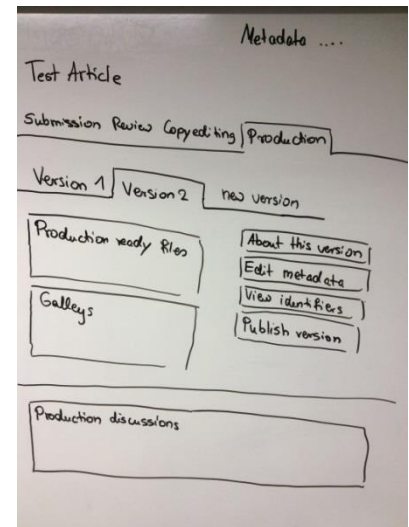 Metadata ....
Test Article
Submission Review Copyediting Production
Version 1 Version 2 new version
Production ready files
Galleys
About this version
Edit metadata
View identifiers
Publish version
Production discussions